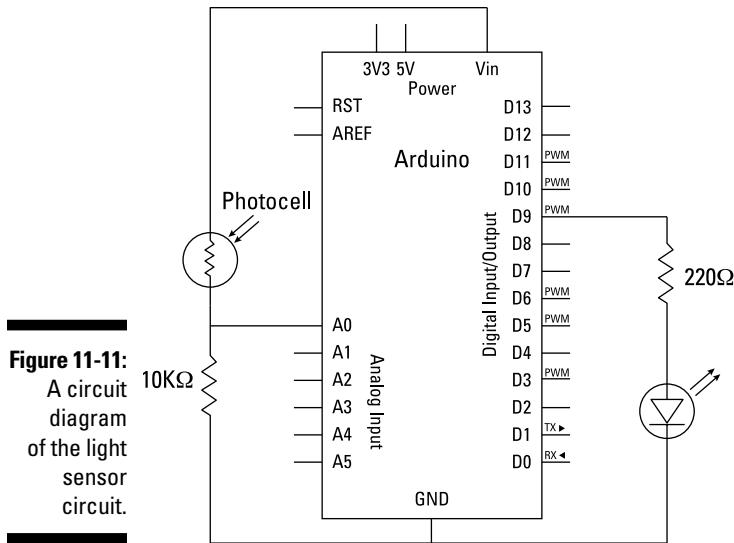 3V3 5V Vin
Power
RST
AREF
Arduino
D13
D12
D11 PWM
D10 PWM
D9 PWM
D8
D7
D6 PWM
D5 PWM
D4
D3 PWM
D2
D1 TX ▶
D0 RX ◀
Digital Input/Output
Photocell
220Ω
A0
A1
A2
A3
A4
A5
Analog Input
10KΩ
GND
Figure 11-11:
A circuit
diagram
of the light
sensor
circuit.